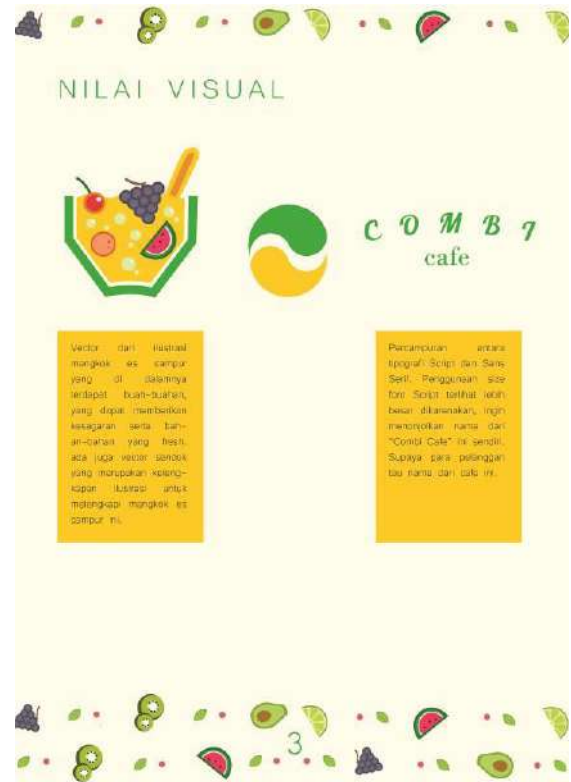 NILAI VISUAL
COMBI
cafe
Vector dari ilustrasi
mangkok es campur
yang di dalamnya
terdapat buah-buahan,
yang dapat memberikan
kesegaran serta bah-
an-bahan yang fresh,
ada juga vector sendok
yang merupakan keleng-
kapan ilustrasi untuk
melengkapi mangkok es
campur ini.
Percampuran antara
tipografi Script dan Sans
Serif. Penggunaan size
font Script terlihat lebih
besar dikarenakan, ingin
menonjolkan nama dari
"Combi Cafe" ini sendiri.
Supaya para pelanggan
tau nama dari cafe ini.
3